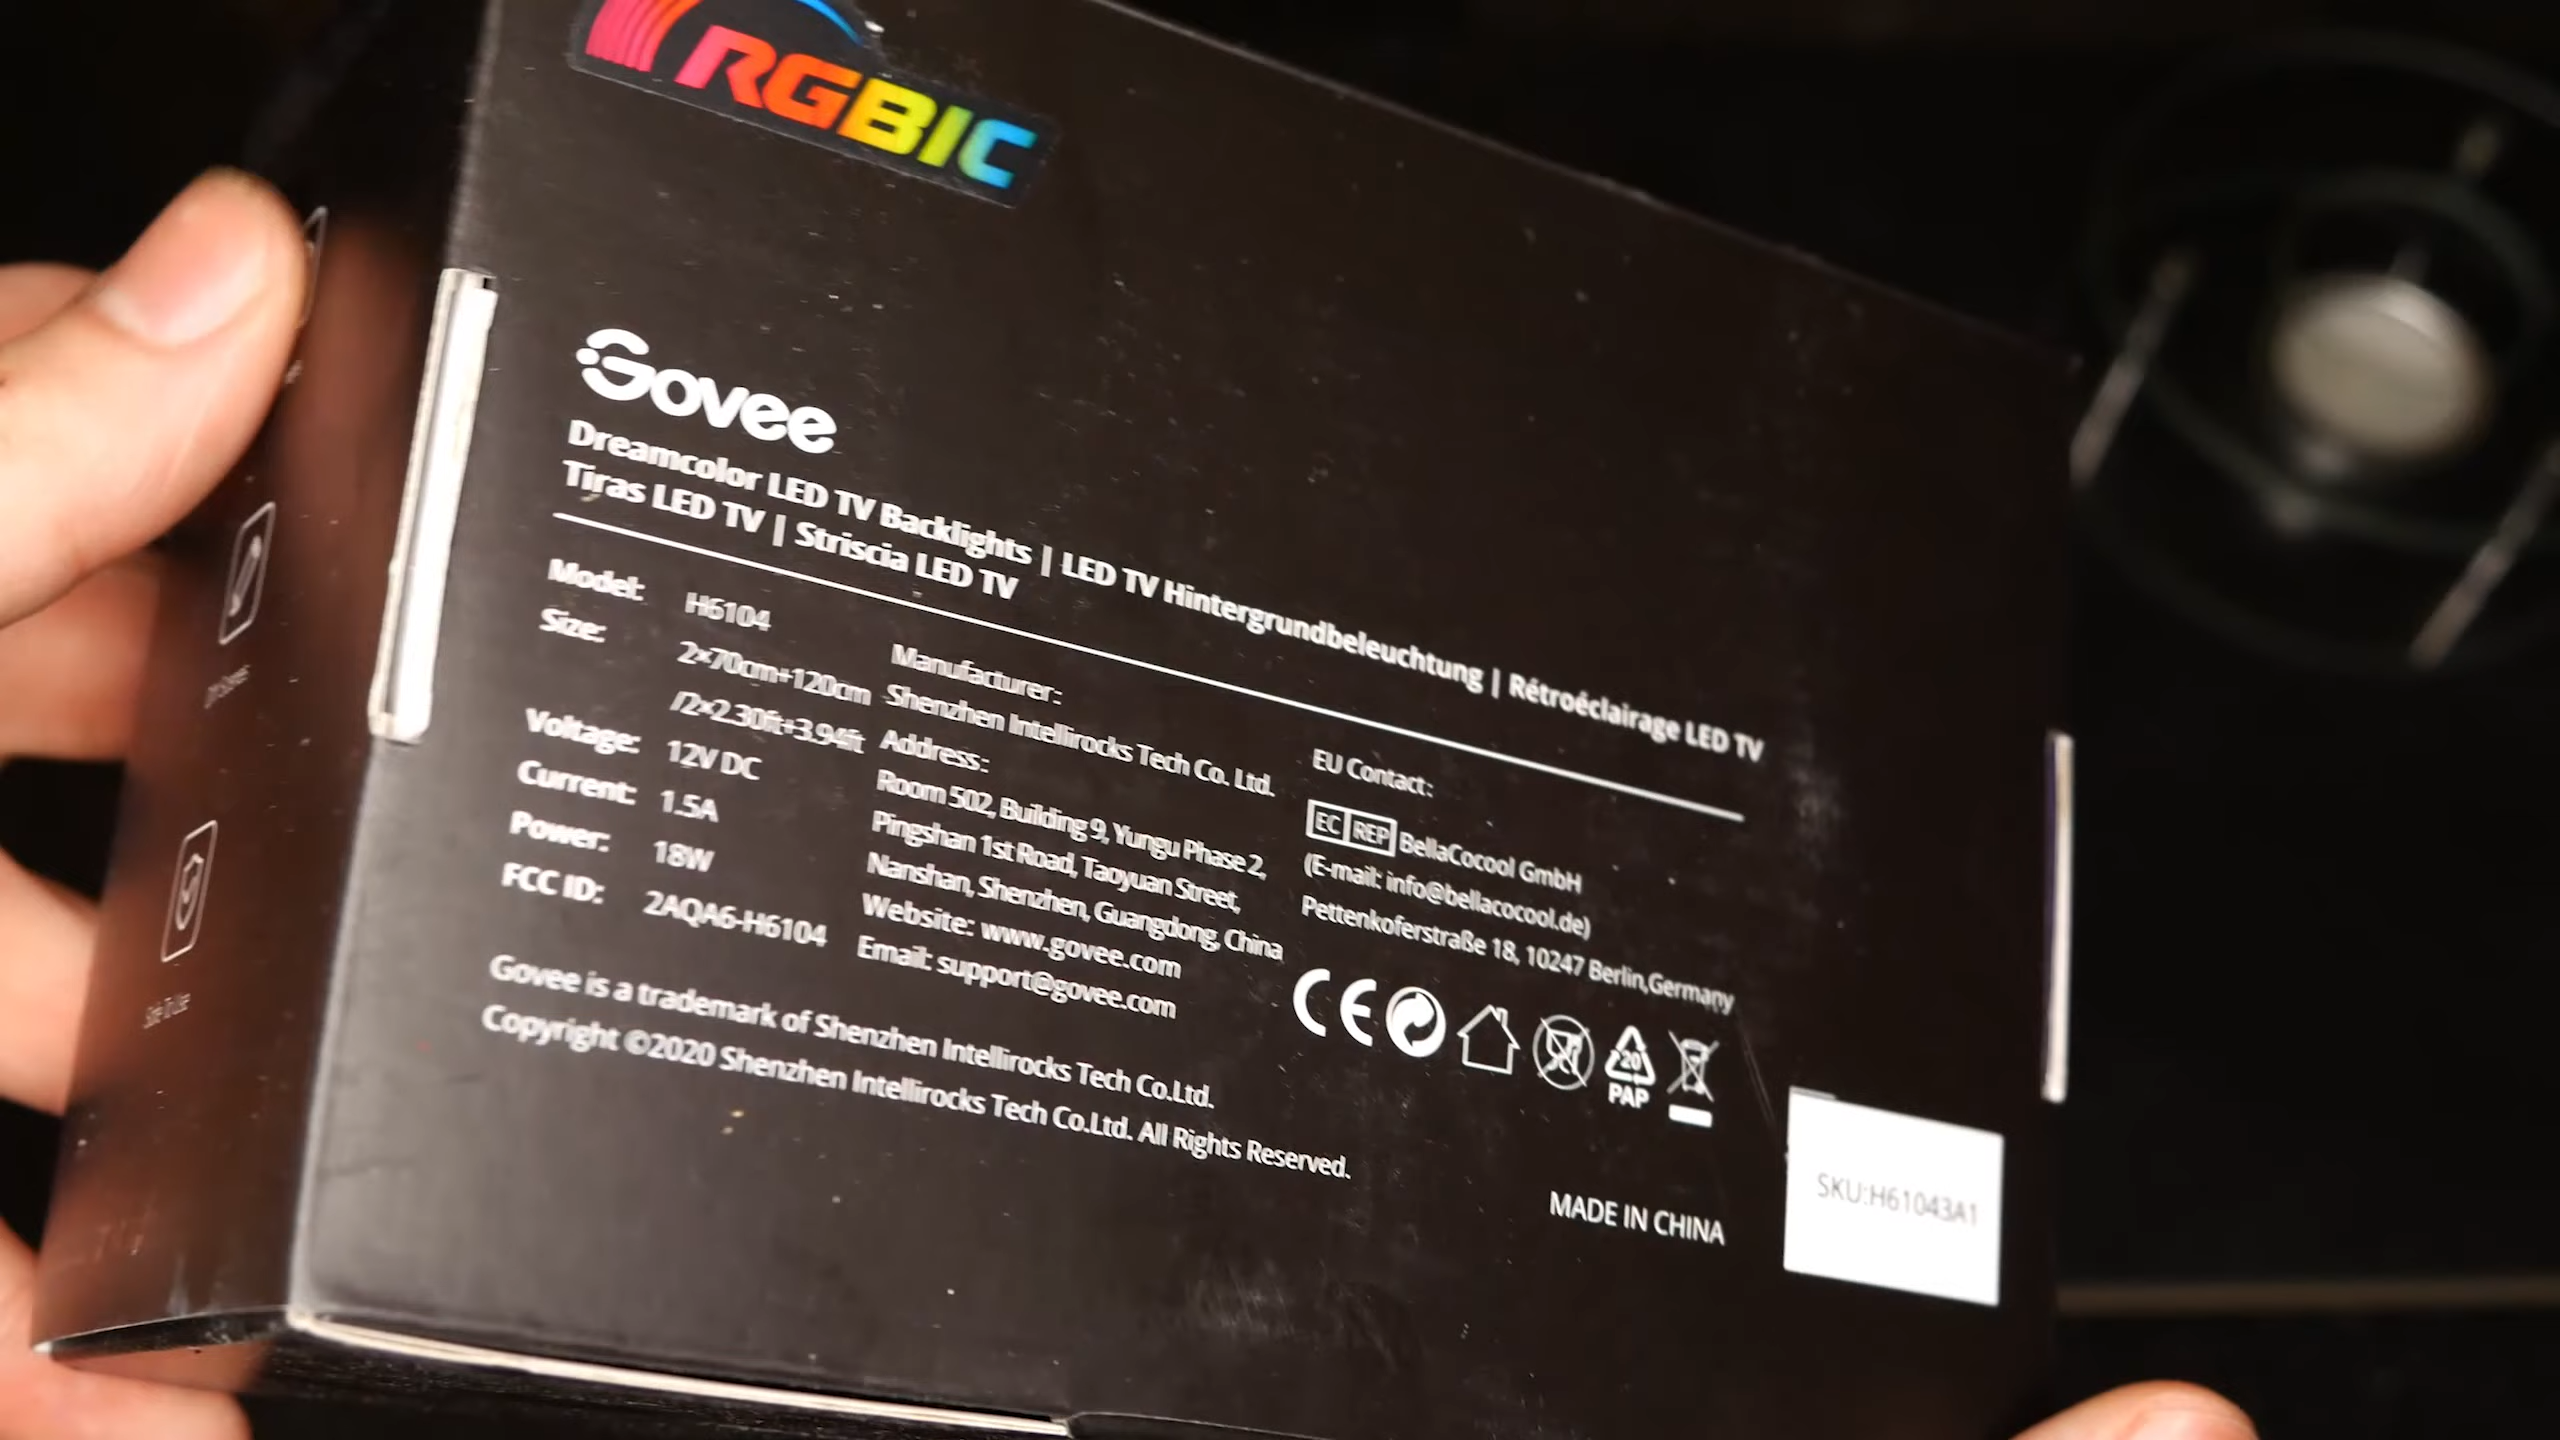 RGBIC
Govee
Dreamcolor LED TV Backlights | LED TV Hintergrundbeleuchtung | Rétroéclairage LED TV
Tiras LED TV | Striscia LED TV
Model: H6104
Size: 2×70cm+120cm
/2×2.30ft+3.94ft
Voltage: 12V DC
Current: 1.5A
Power: 18W
FCC ID: 2AQA6-H6104
Manufacturer:
Shenzhen Intellirocks Tech Co. Ltd.
Address:
Room 502, Building 9, Yungu Phase 2,
Pingshan 1st Road, Taoyuan Street,
Nanshan, Shenzhen, Guangdong, China
Website: www.govee.com
Email: support@govee.com
EU Contact:
EC REP BellaCocool GmbH
(E-mail: info@bellacocool.de)
Pettenkoferstraße 18, 10247 Berlin,Germany
CE
20
PAP
Govee is a trademark of Shenzhen Intellirocks Tech Co.Ltd.
Copyright ©2020 Shenzhen Intellirocks Tech Co.Ltd. All Rights Reserved.
MADE IN CHINA
SKU:H61043A1
Safe To Use